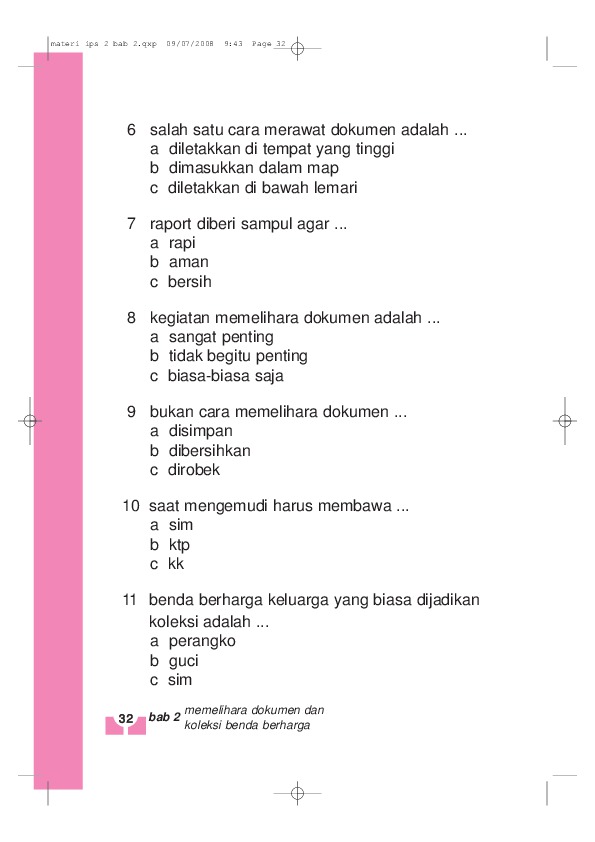 materi ips 2 bab 2.qxp 09/07/2008 9:43 Page 32
6 salah satu cara merawat dokumen adalah ...
a diletakkan di tempat yang tinggi
b dimasukkan dalam map
c diletakkan di bawah lemari
7 raport diberi sampul agar ...
a rapi
b aman
c bersih
8 kegiatan memelihara dokumen adalah ...
a sangat penting
b tidak begitu penting
c biasa-biasa saja
9 bukan cara memelihara dokumen ...
a disimpan
b dibersihkan
c dirobek
10 saat mengemudi harus membawa ...
a sim
b ktp
c kk
11 benda berharga keluarga yang biasa dijadikan
koleksi adalah ...
a perangko
b guci
c sim
32 bab 2 memelihara dokumen dan
koleksi benda berharga